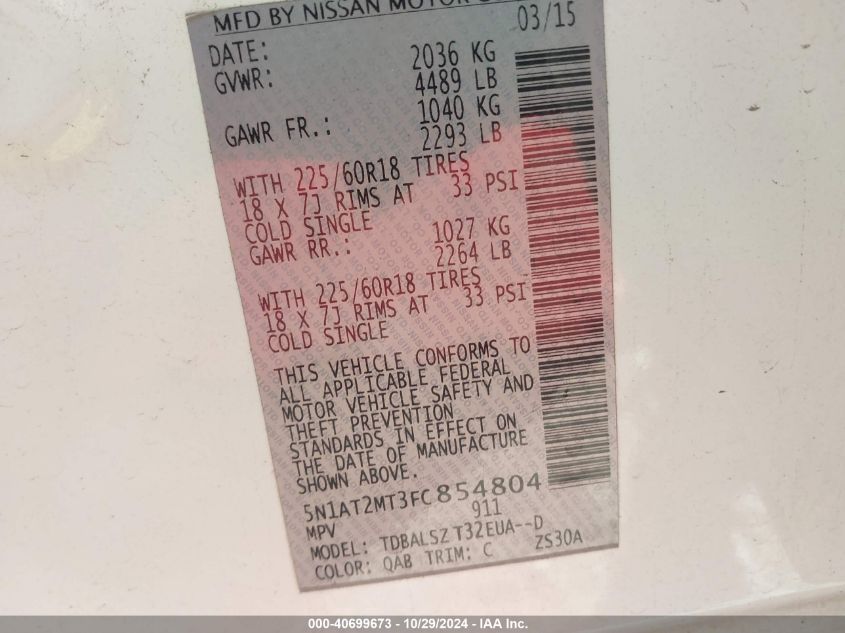 MFD BY NISSAN MOTOR
DATE: 03/15
GVWR: 2036 KG
4489 LB
GAWR FR.: 1040 KG
2293 LB
WITH 225/60R18 TIRES
18 X 7J RIMS AT 33 PSI
COLD SINGLE
GAWR RR.: 1027 KG
2264 LB
WITH 225/60R18 TIRES
18 X 7J RIMS AT 33 PSI
COLD SINGLE
THIS VEHICLE CONFORMS TO
ALL APPLICABLE FEDERAL
MOTOR VEHICLE SAFETY AND
THEFT PREVENTION
STANDARDS IN EFFECT ON
THE DATE OF MANUFACTURE
SHOWN ABOVE.
5N1AT2MT3FC854804
MPV 911
MODEL: TDBALSZ T32EUA--D
COLOR: QAB TRIM: C ZS30A
000-40699673 - 10/29/2024 - IAA Inc.